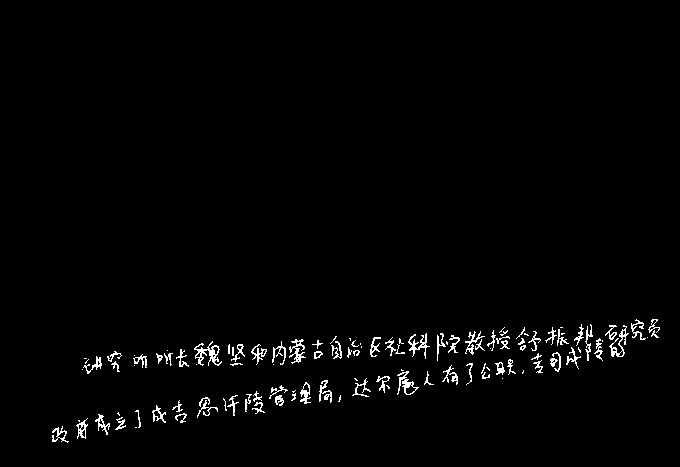 研究所所长魏坚和内蒙古自治区社科院教授舒振邦研究员
政府成立了成吉思汗陵管理局,达尔扈人有了公职,专司成陵的